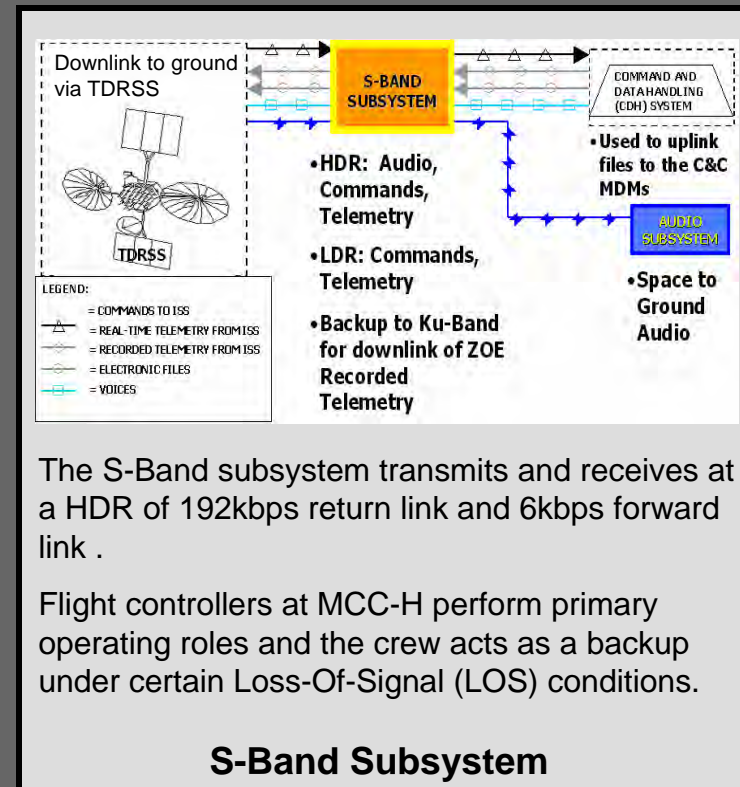 Downlink to ground
via TDRSS
TDRSS
S-BAND
SUBSYSTEM
COMMAND AND
DATA HANDLING
(CDH) SYSTEM
•Used to uplink
files to the C&C
MDMs
AUDIO
SUBSYSTEM
•Space to
Ground
Audio
•HDR: Audio,
Commands,
Telemetry
•LDR: Commands,
Telemetry
•Backup to Ku-Band
for downlink of ZOE
Recorded
Telemetry
LEGEND:
= COMMANDS TO ISS
= REAL-TIME TELEMETRY FROM ISS
= RECORDED TELEMETRY FROM ISS
= ELECTRONIC FILES
= VOICES
The S-Band subsystem transmits and receives at
a HDR of 192kbps return link and 6kbps forward
link .
Flight controllers at MCC-H perform primary
operating roles and the crew acts as a backup
under certain Loss-Of-Signal (LOS) conditions.
S-Band Subsystem